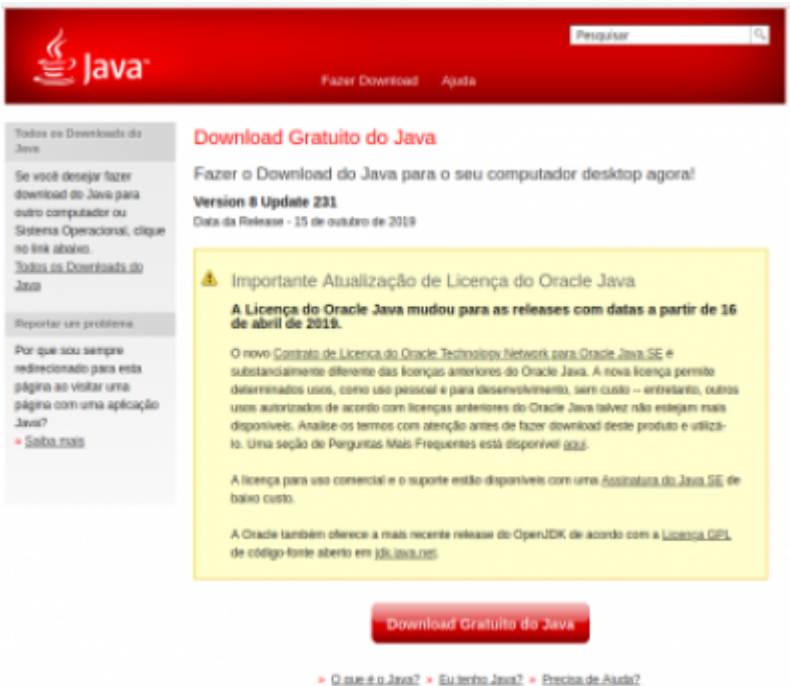 Java
Pesquisar
Fazer Download Ajuda
Todos os Downloads do
Java
Se você desejar fazer
download do Java para
outro computador ou
Sistema Operacional, clique
no link abaixo.
Todos os Downloads do
Java
Reportar um problema
Por que sou sempre
redirecionado para esta
página ao visitar uma
página com uma aplicação
Java?
» Saiba mais
Download Gratuito do Java
Fazer o Download do Java para o seu computador desktop agora!
Version 8 Update 231
Data da Release - 15 de outubro de 2019
Importante Atualização de Licença do Oracle Java
A Licença do Oracle Java mudou para as releases com datas a partir de 16
de abril de 2019.
O novo Contrato de Licença do Oracle Technology Network para Oracle Java SE é
substancialmente diferente das licenças anteriores do Oracle Java. A nova licença permite
determinados usos, como uso pessoal e para desenvolvimento, sem custo -- entretanto, outros
usos autorizados de acordo com licenças anteriores do Oracle Java talvez não estejam mais
disponíveis. Analise os termos com atenção antes de fazer download deste produto e utilizá-
lo. Uma seção de Perguntas Mais Frequentes está disponível aqui.
A licença para uso comercial e o suporte estão disponíveis com uma Assinatura do Java SE de
baixo custo.
A Oracle também oferece a mais recente release do OpenJDK de acordo com a Licença GPL
de código-fonte aberto em jdk.java.net.
Download Gratuito do Java
» O que é o Java? » Eu tenho Java? » Precisa de Ajuda?